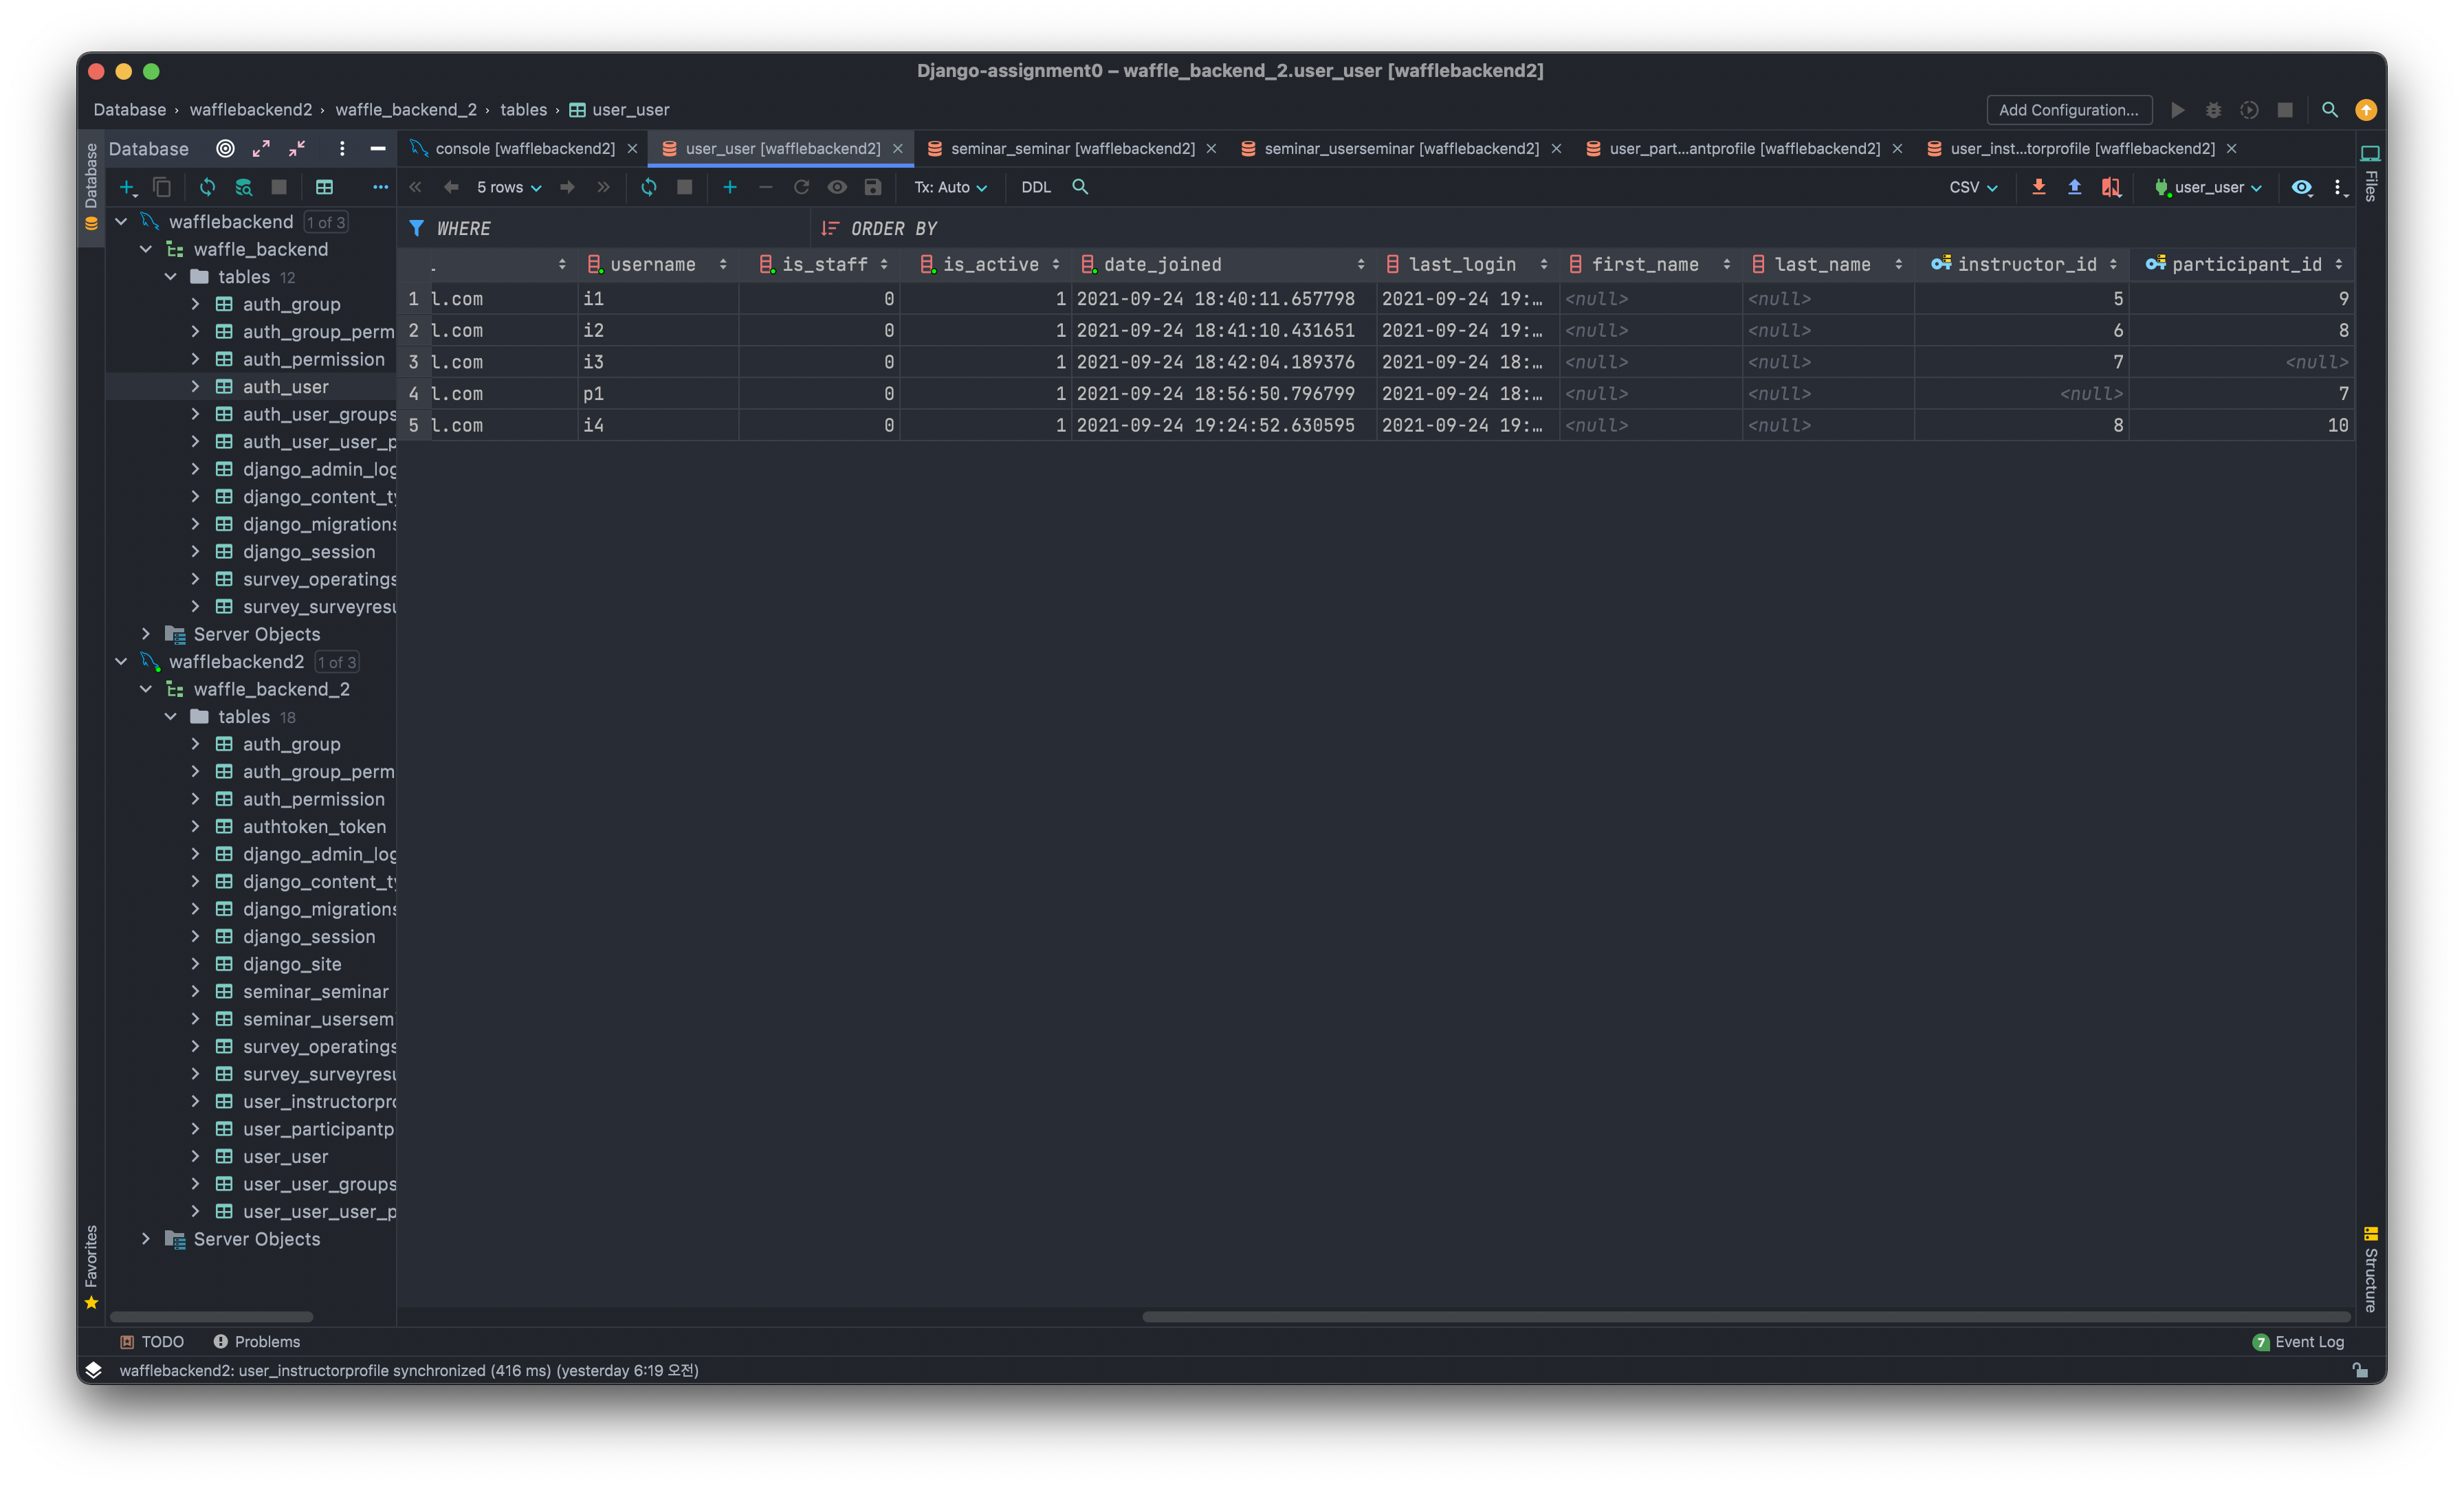 Django-assignment0 – waffle_backend_2.user_user [wafflebackend2]
Database › wafflebackend2 › waffle_backend_2 › tables › user_user
Add Configuration...
Database
Database
console [wafflebackend2]
user_user [wafflebackend2]
seminar_seminar [wafflebackend2]
seminar_userseminar [wafflebackend2]
user_part...antprofile [wafflebackend2]
user_inst...torprofile [wafflebackend2]
Files
5 rows
Tx: Auto
DDL
CSV
user_user
WHERE
ORDER BY
username is_staff is_active date_joined last_login first_name last_name instructor_id participant_id
1 l.com i1 0 1 2021-09-24 18:40:11.657798 2021-09-24 19:… <null> <null> 5 9
2 l.com i2 0 1 2021-09-24 18:41:10.431651 2021-09-24 19:… <null> <null> 6 8
3 l.com i3 0 1 2021-09-24 18:42:04.189376 2021-09-24 18:… <null> <null> 7 <null>
4 l.com p1 0 1 2021-09-24 18:56:50.796799 2021-09-24 18:… <null> <null> <null> 7
5 l.com i4 0 1 2021-09-24 19:24:52.630595 2021-09-24 19:… <null> <null> 8 10
wafflebackend 1 of 3
waffle_backend
tables 12
auth_group
auth_group_perm
auth_permission
auth_user
auth_user_groups
auth_user_user_p
django_admin_log
django_content_ty
django_migrations
django_session
survey_operatings
survey_surveyresu
Server Objects
wafflebackend2 1 of 3
waffle_backend_2
tables 18
auth_group
auth_group_perm
auth_permission
authtoken_token
django_admin_log
django_content_ty
django_migrations
django_session
django_site
seminar_seminar
seminar_usersem
survey_operatings
survey_surveyresu
user_instructorpro
user_participantp
user_user
user_user_groups
user_user_user_p
Server Objects
Favorites
Structure
TODO
Problems
7 Event Log
wafflebackend2: user_instructorprofile synchronized (416 ms) (yesterday 6:19 오전)